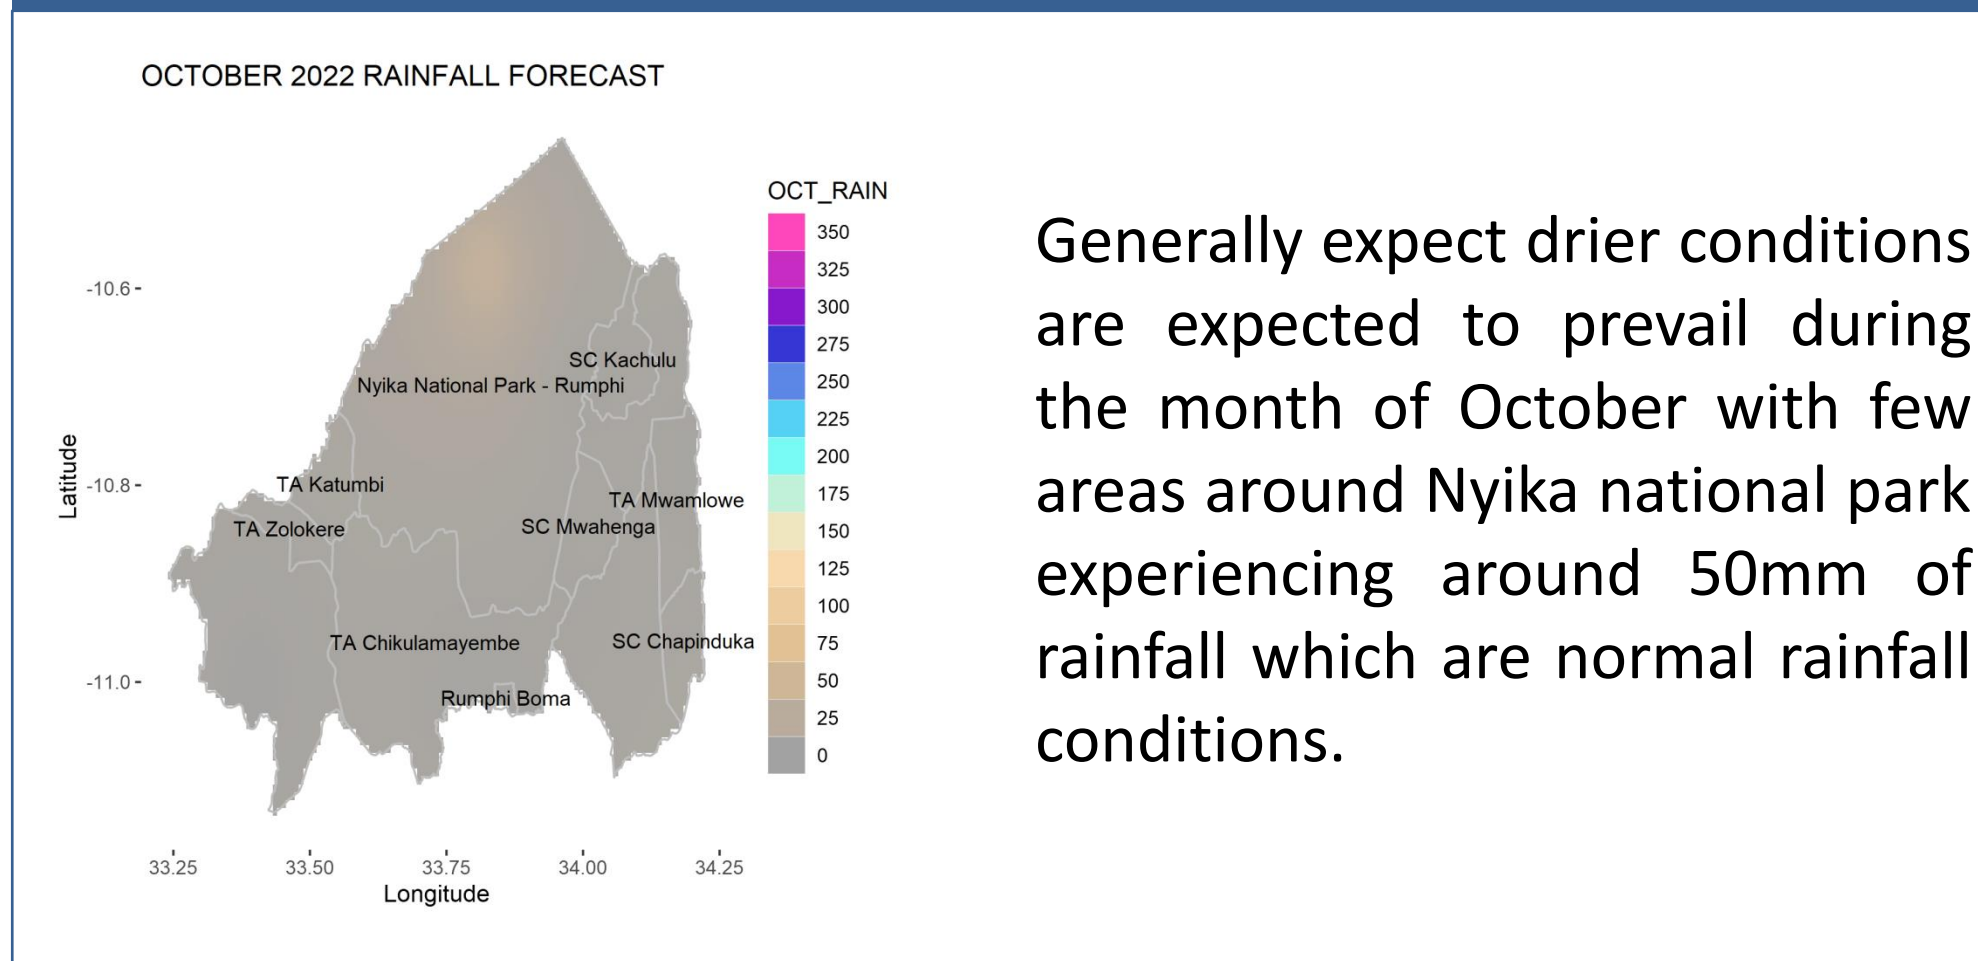 OCTOBER 2022 RAINFALL FORECAST
OCT_RAIN
350
325
300
275
250
225
200
175
150
125
100
75
50
25
0
Latitude
-10.6
-10.8
-11.0
SC Kachulu
Nyika National Park - Rumphi
TA Katumbi
TA Mwamlowe
TA Zolokere
SC Mwahenga
TA Chikulamayembe
SC Chapinduka
Rumphi Boma
33.25
33.50
33.75
34.00
34.25
Longitude
Generally expect drier conditions
are expected to prevail during
the month of October with few
areas around Nyika national park
experiencing around 50mm of
rainfall which are normal rainfall
conditions.